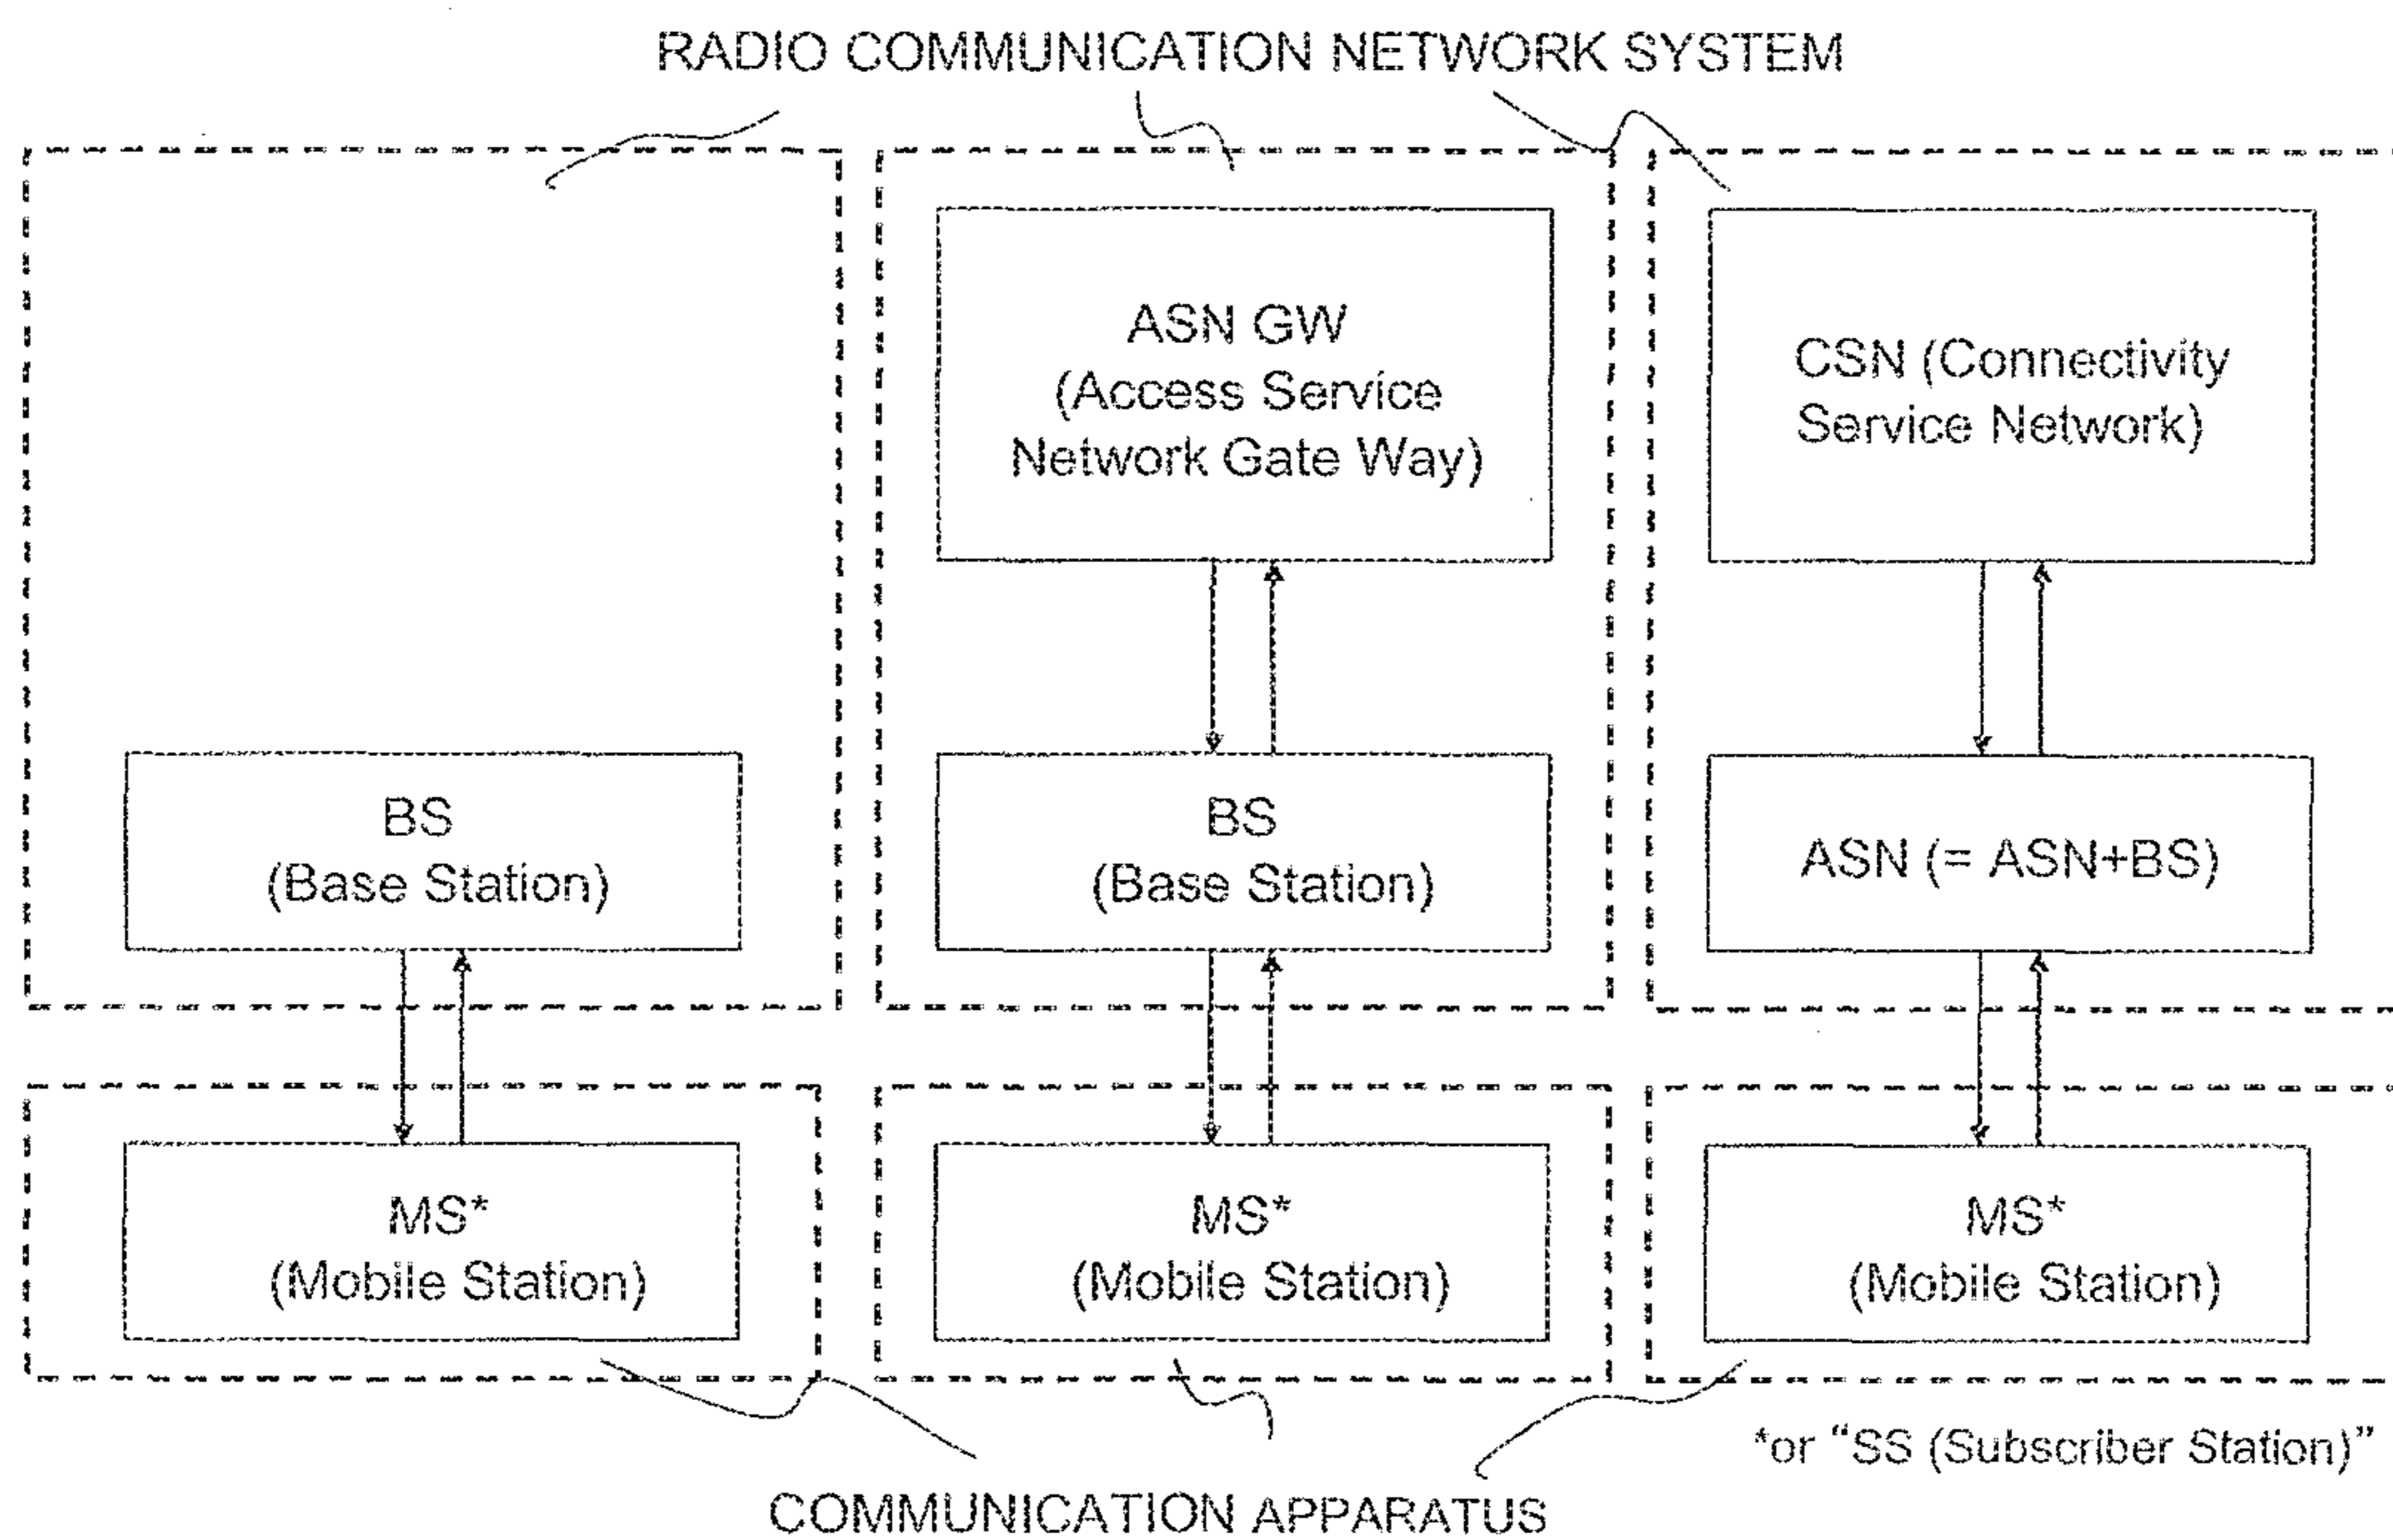 RADIO COMMUNICATION NETWORK SYSTEM
ASN GW
(Access Service
Network Gate Way)
CSN (Connectivity
Service Network)
BS
(Base Station)
BS
(Base Station)
ASN (= ASN+BS)
MS*
(Mobile Station)
MS*
(Mobile Station)
MS*
(Mobile Station)
*or “SS (Subscriber Station)”
COMMUNICATION APPARATUS